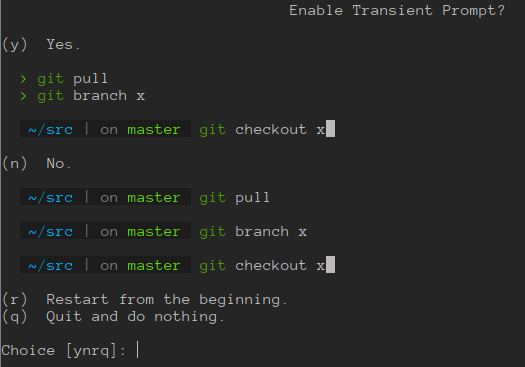 Enable Transient Prompt?
(y)  Yes.
> git pull
> git branch x
~/src | on master  git checkout x
(n)  No.
~/src | on master  git pull
~/src | on master  git branch x
~/src | on master  git checkout x
(r)  Restart from the beginning.
(q)  Quit and do nothing.
Choice [ynrq]: